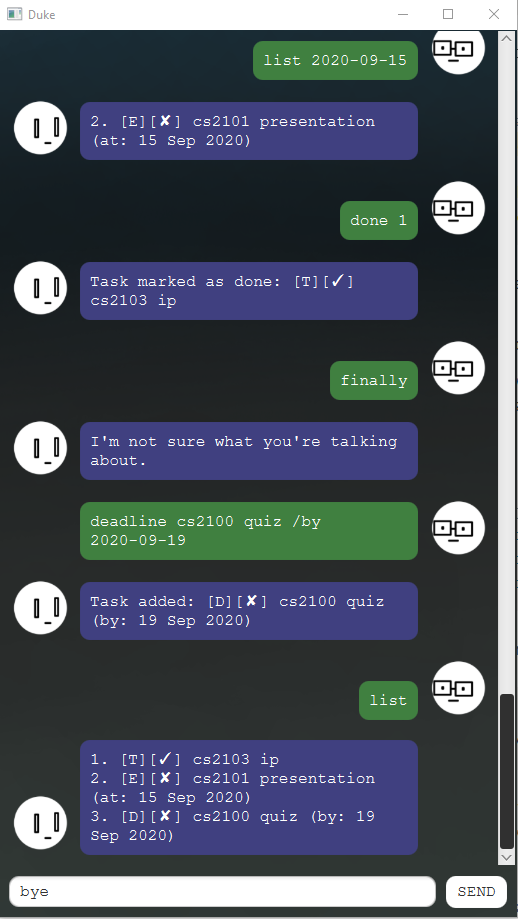 Duke
list 2020-09-15
2. [E][✘] cs2101 presentation
(at: 15 Sep 2020)
done 1
Task marked as done: [T][✓]
cs2103 ip
finally
I'm not sure what you're talking
about.
deadline cs2100 quiz /by
2020-09-19
Task added: [D][✘] cs2100 quiz
(by: 19 Sep 2020)
list
1. [T][✓] cs2103 ip
2. [E][✘] cs2101 presentation
(at: 15 Sep 2020)
3. [D][✘] cs2100 quiz (by: 19
Sep 2020)
bye
SEND